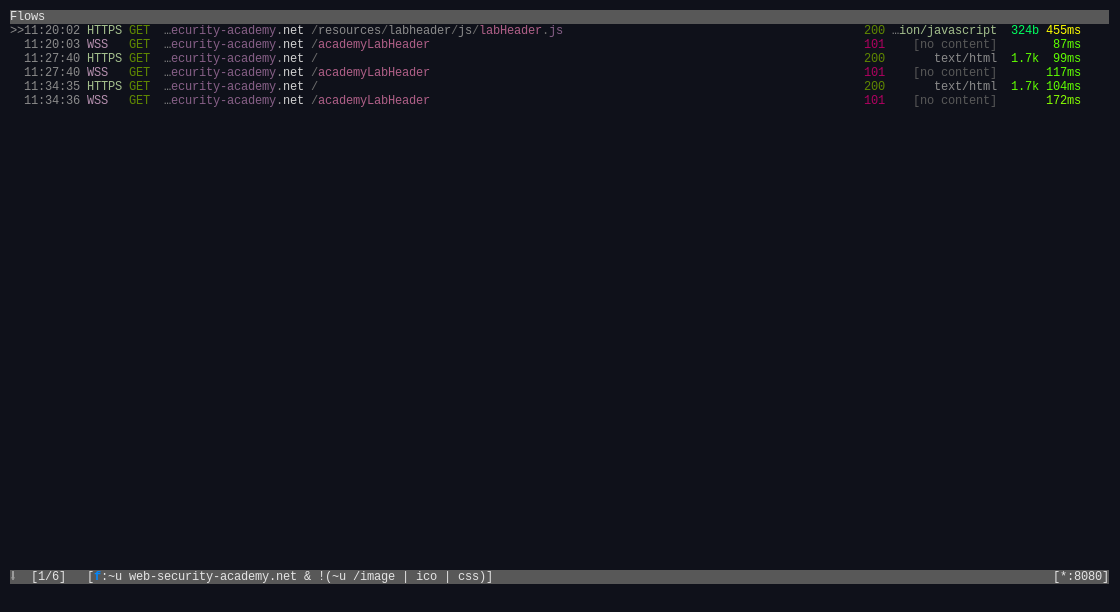 Flows
>>11:20:02 HTTPS GET …ecurity-academy.net /resources/labheader/js/labHeader.js 200 …ion/javascript 324b 455ms
11:20:03 WSS GET …ecurity-academy.net /academyLabHeader 101 [no content] 87ms
11:27:40 HTTPS GET …ecurity-academy.net / 200 text/html 1.7k 99ms
11:27:40 WSS GET …ecurity-academy.net /academyLabHeader 101 [no content] 117ms
11:34:35 HTTPS GET …ecurity-academy.net / 200 text/html 1.7k 104ms
11:34:36 WSS GET …ecurity-academy.net /academyLabHeader 101 [no content] 172ms
⇩ [1/6] [f:~u web-security-academy.net & !(~u /image | ico | css)] [*:8080]